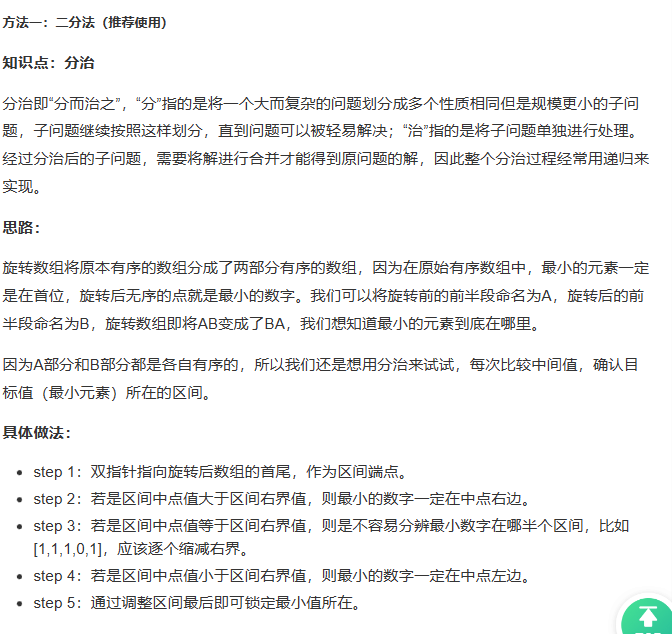 方法一：二分法（推荐使用）
知识点：分治
分治即“分而治之”，“分”指的是将一个大而复杂的问题划分成多个性质相同但是规模更小的子问
题，子问题继续按照这样划分，直到问题可以被轻易解决；“治”指的是将子问题单独进行处理。
经过分治后的子问题，需要将解进行合并才能得到原问题的解，因此整个分治过程经常用递归来
实现。
思路：
旋转数组将原本有序的数组分成了两部分有序的数组，因为在原始有序数组中，最小的元素一定
是在首位，旋转后无序的点就是最小的数字。我们可以将旋转前的前半段命名为A，旋转后的前
半段命名为B，旋转数组即将AB变成了BA，我们想知道最小的元素到底在哪里。
因为A部分和B部分都是各自有序的，所以我们还是想用分治来试试，每次比较中间值，确认目
标值（最小元素）所在的区间。
具体做法：
step 1：双指针指向旋转后数组的首尾，作为区间端点。
step 2：若是区间中点值大于区间右界值，则最小的数字一定在中点右边。
step 3：若是区间中点值等于区间右界值，则是不容易分辨最小数字在哪半个区间，比如
[1,1,1,0,1]，应该逐个缩减右界。
step 4：若是区间中点值小于区间右界值，则最小的数字一定在中点左边。
step 5：通过调整区间最后即可锁定最小值所在。